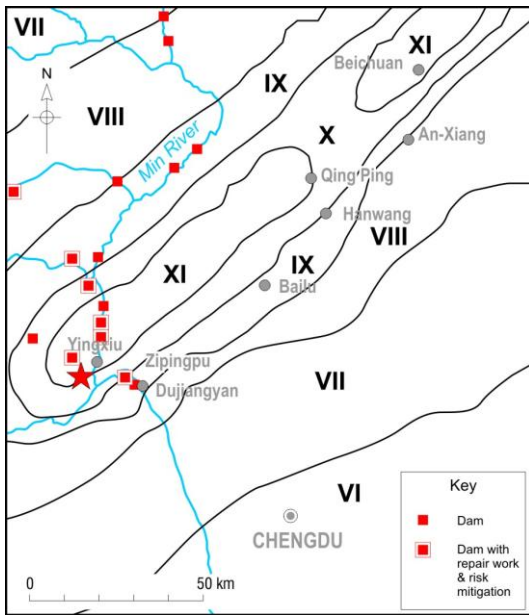 VII
XI
Beichuan
IX
N
VIII
X
An-Xiang
Min River
Qing Ping
Hanwang
VIII
XI
IX
Bailu
Yingxiu
Zipingpu
Dujiangyan
VII
VI
Key
Dam
Dam with
repair work
& risk
mitigation
CHENGDU
0 50 km